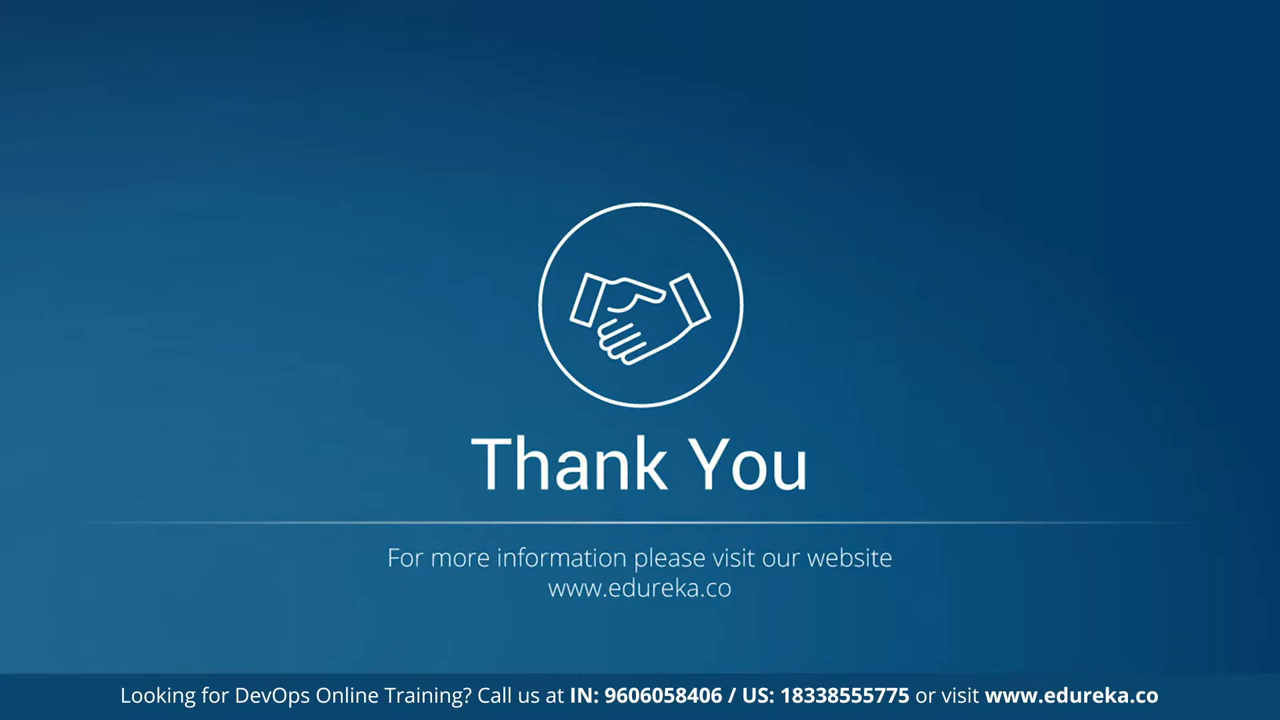 Thank You
For more information please visit our website
www.edureka.co
Looking for DevOps Online Training? Call us at IN: 9606058406 / US: 18338555775 or visit www.edureka.co